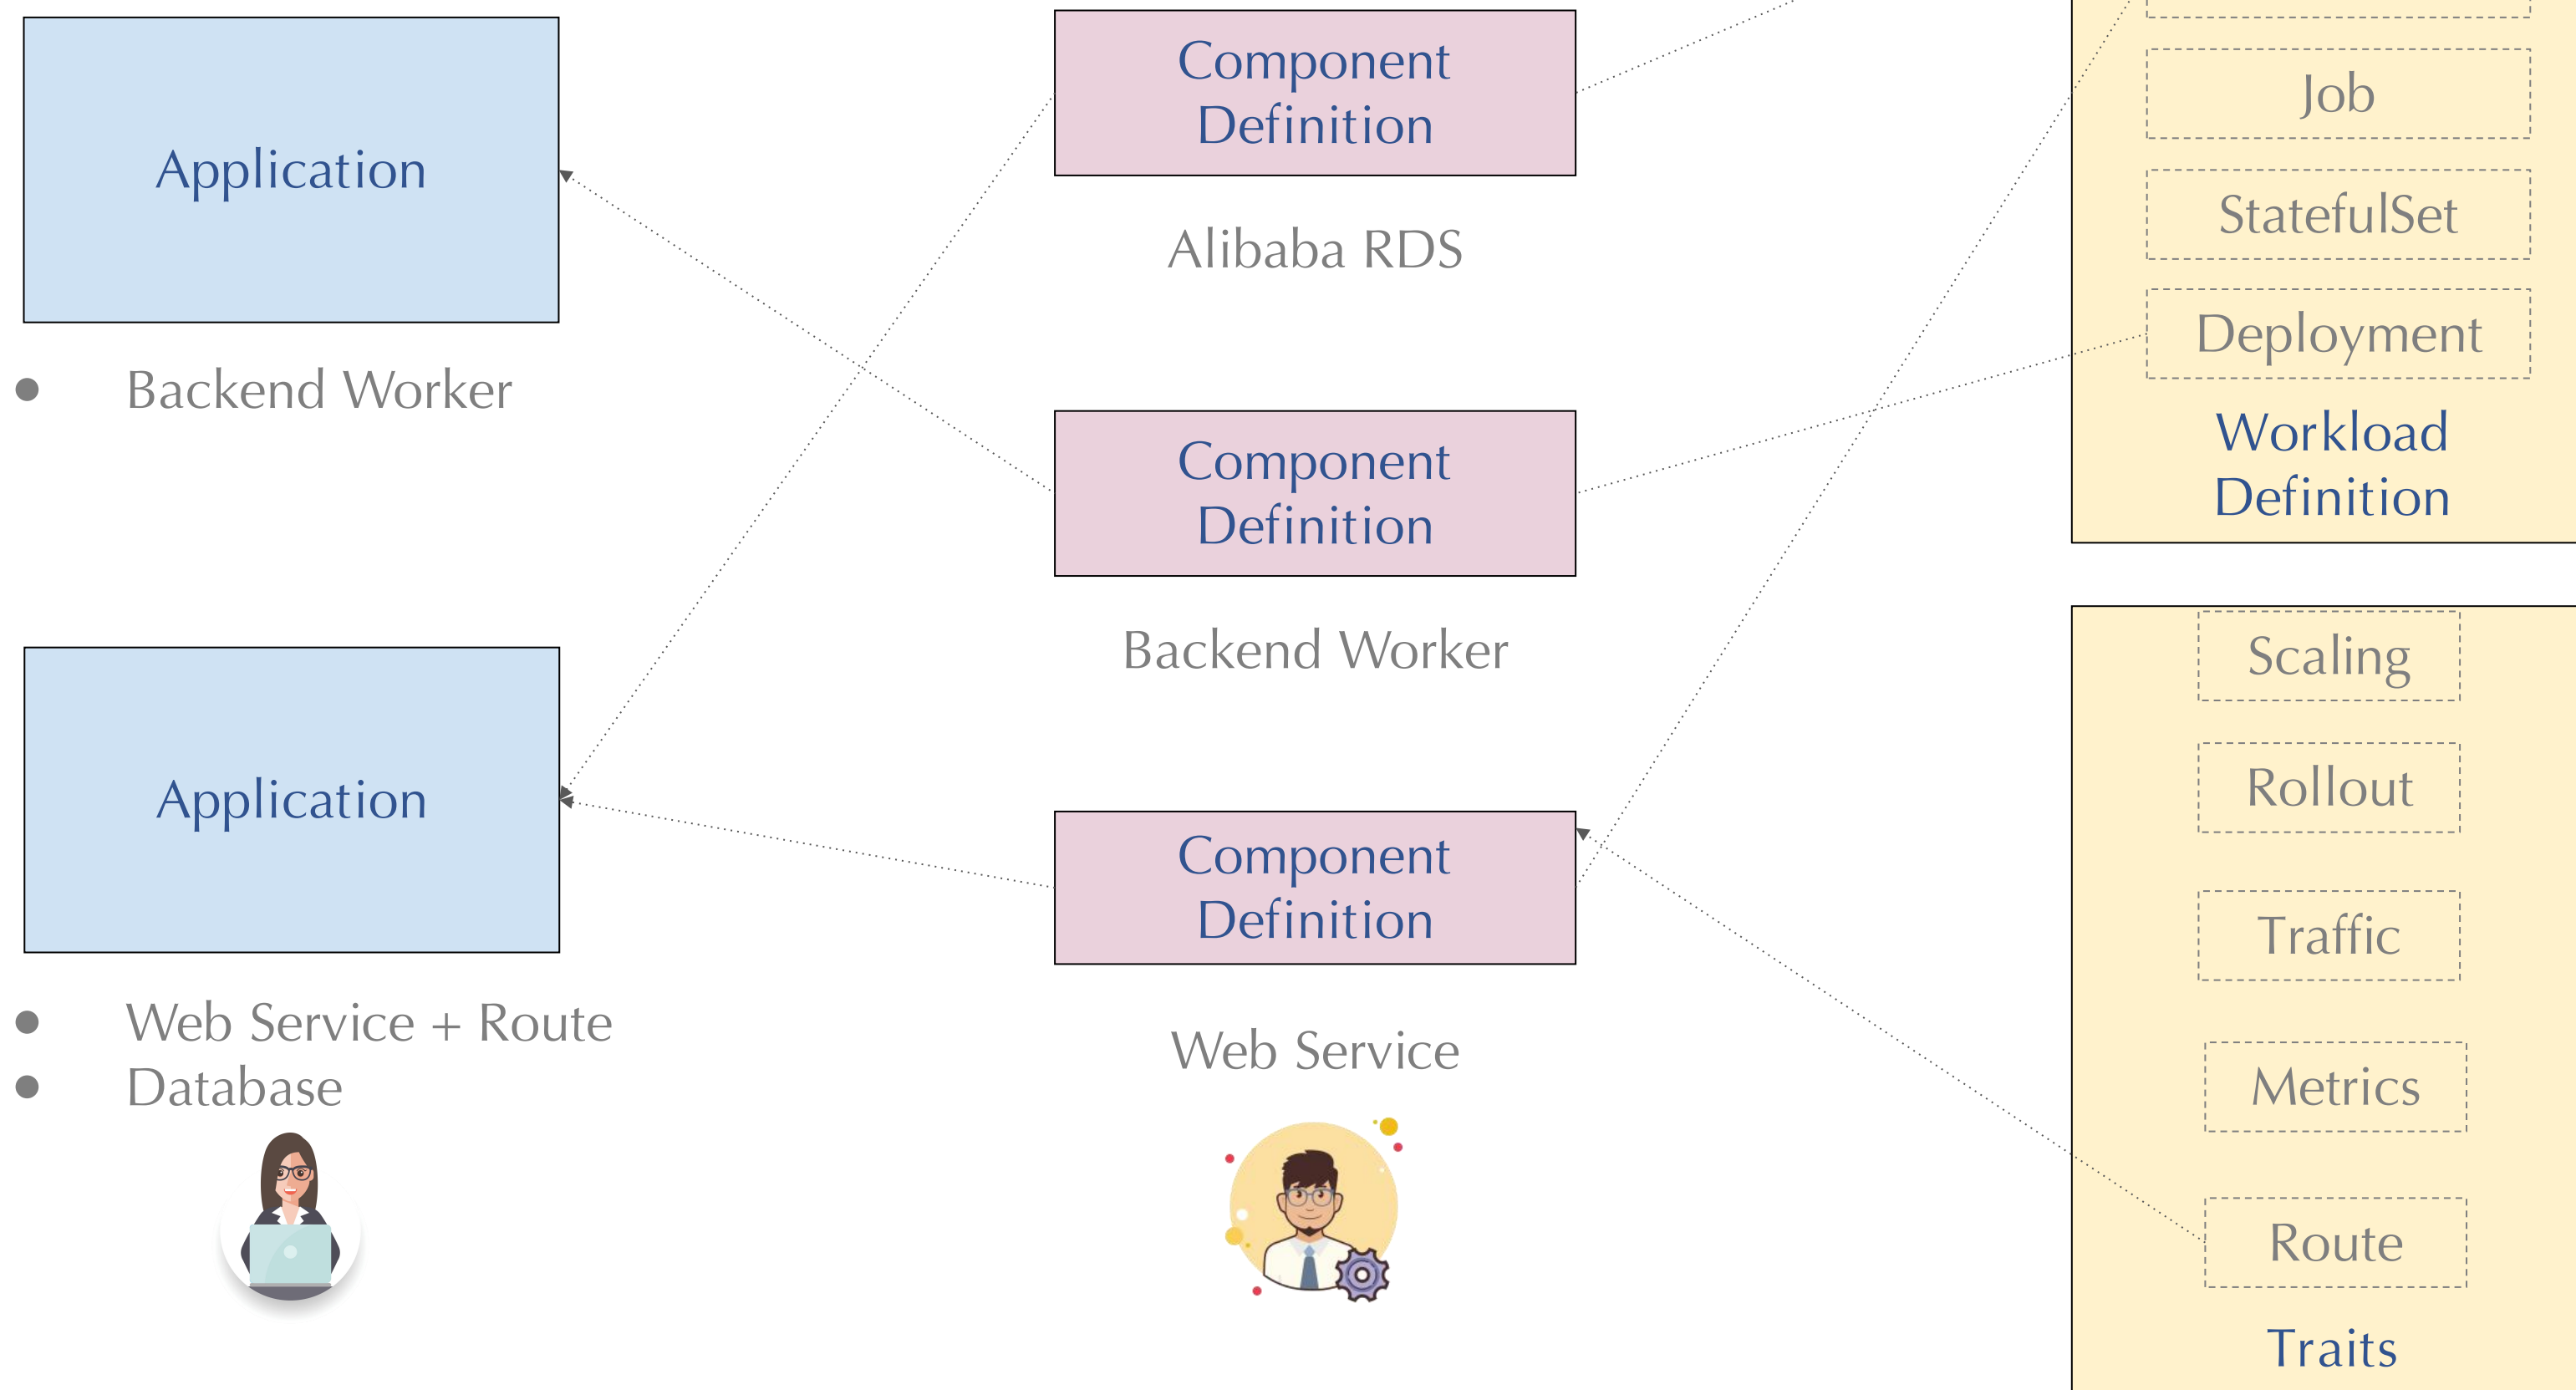 Application
● Backend Worker
Application
● Web Service + Route
● Database
Component
Definition
Alibaba RDS
Component
Definition
Backend Worker
Component
Definition
Web Service
Job
StatefulSet
Deployment
Workload
Definition
Scaling
Rollout
Traffic
Metrics
Route
Traits